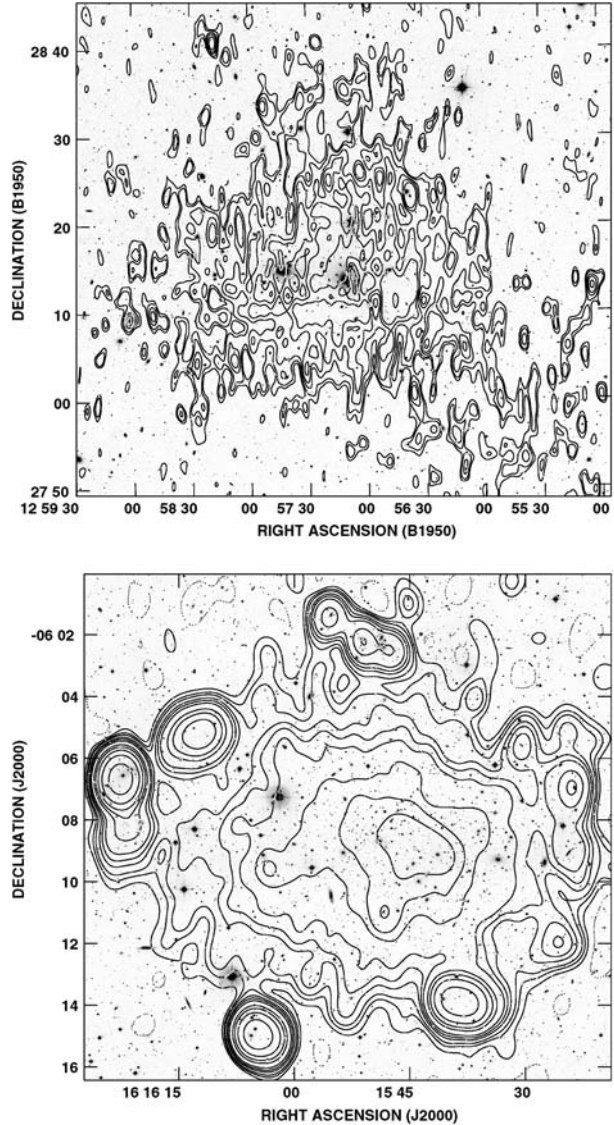 28 40
30
20
10
00
27 50
DECLINATION (B1950)
12 59 30 00 58 30 00 57 30 00 56 30 00 55 30 00
RIGHT ASCENSION (B1950)
-06 02
04
06
08
10
12
14
16
DECLINATION (J2000)
16 16 15 00 15 45 30
RIGHT ASCENSION (J2000)